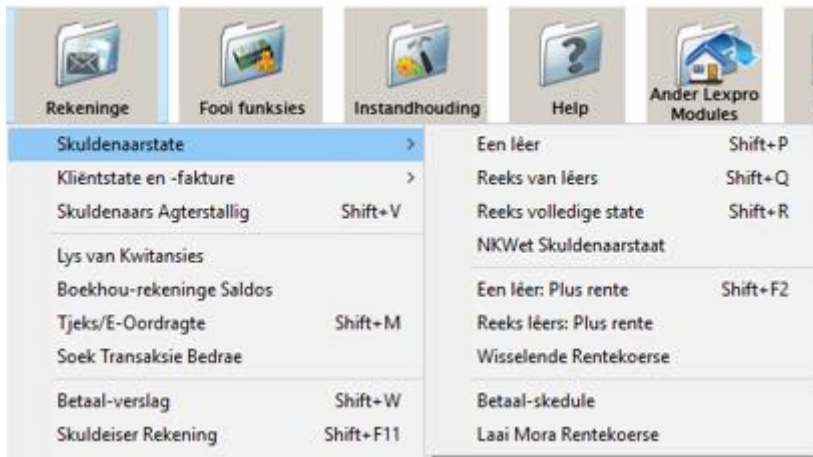 Rekeninge
Fooi funksies
Instandhouding
Help
Ander Lexpro
Modules
Skuldenaarstate >
Kliëntstate en -fakture >
Skuldenaars Agterstallig Shift+V
Lys van Kwitansies
Boekhou-rekeninge Saldos
Tjeks/E-Oordragte Shift+M
Soek Transaksie Bedrae
Betaal-verslag Shift+W
Skuldeiser Rekening Shift+F11
Een lêer Shift+P
Reeks van lêers Shift+Q
Reeks volledige state Shift+R
NKWet Skuldenaarstaat
Een lêer: Plus rente Shift+F2
Reeks lêers: Plus rente
Wisselende Rentekoerse
Betaal-skedule
Laai Mora Rentekoerse